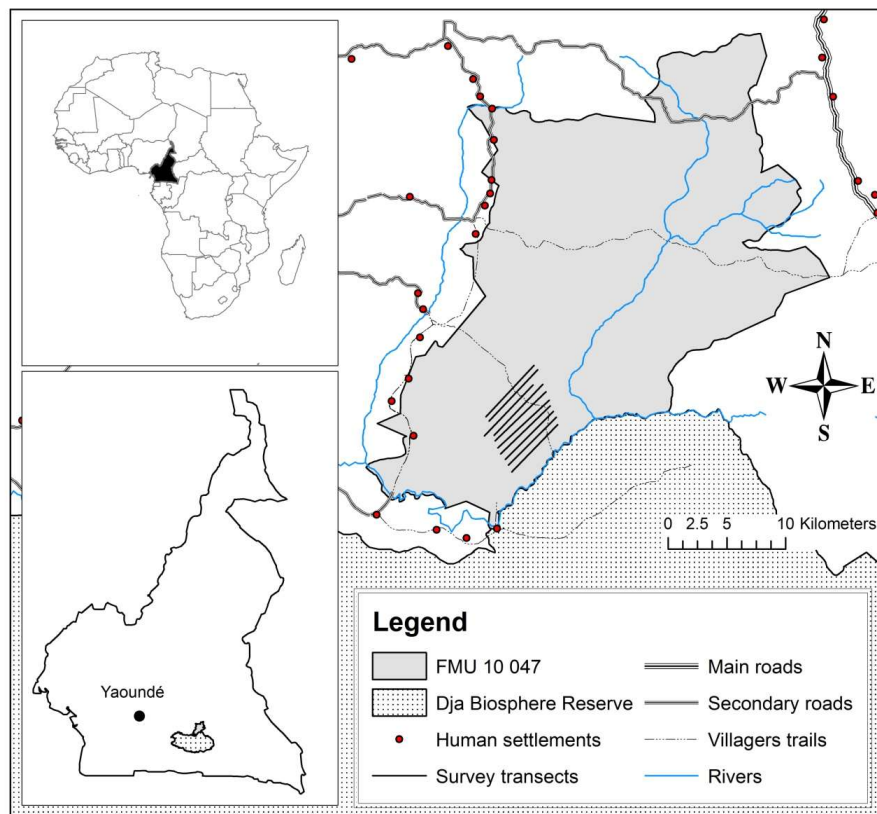 N
W
E
S
0 2.5 5 10 Kilometers
Yaoundé
Legend
FMU 10 047
Dja Biosphere Reserve
Human settlements
Survey transects
Main roads
Secondary roads
Villagers trails
Rivers